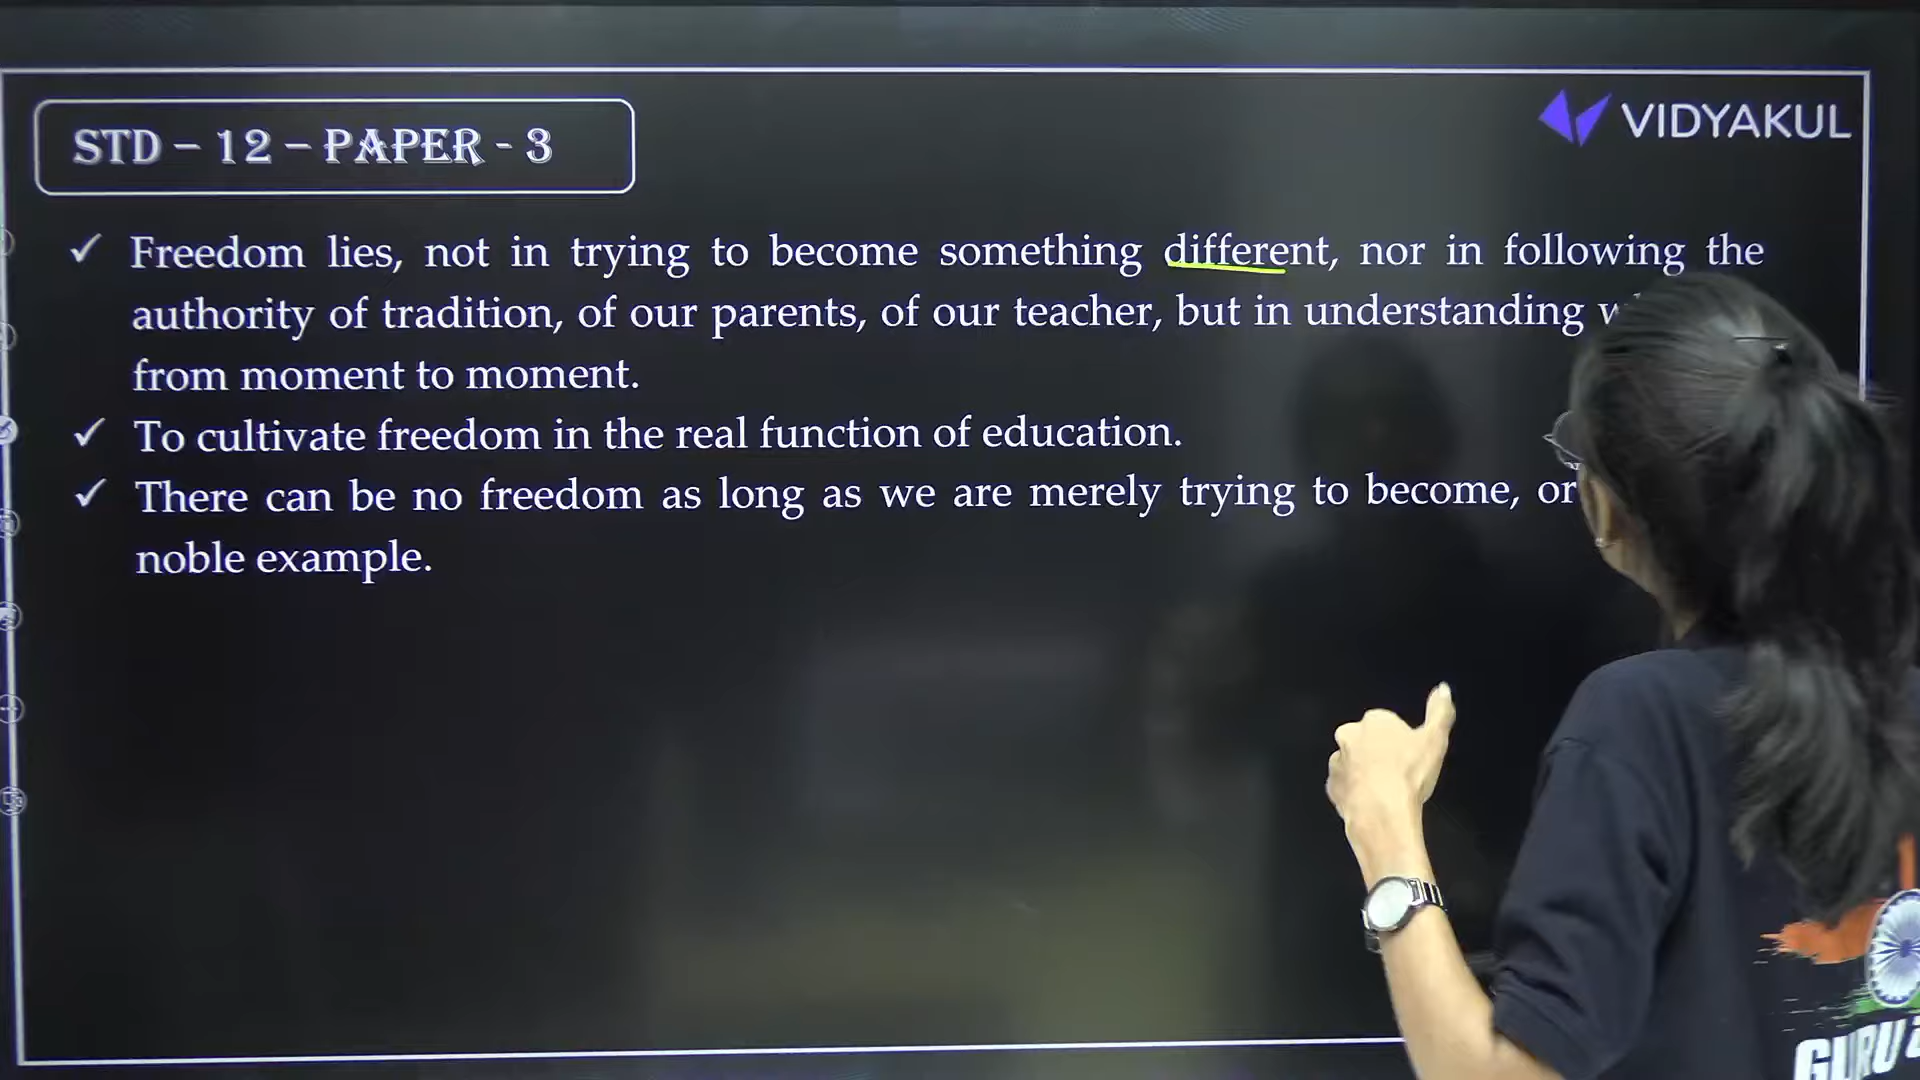 STD – 12 – PAPER - 3
VIDYAKUL
✓ Freedom lies, not in trying to become something different, nor in following the
authority of tradition, of our parents, of our teacher, but in understanding
from moment to moment.
✓ To cultivate freedom in the real function of education.
✓ There can be no freedom as long as we are merely trying to become, or
noble example.
GURU